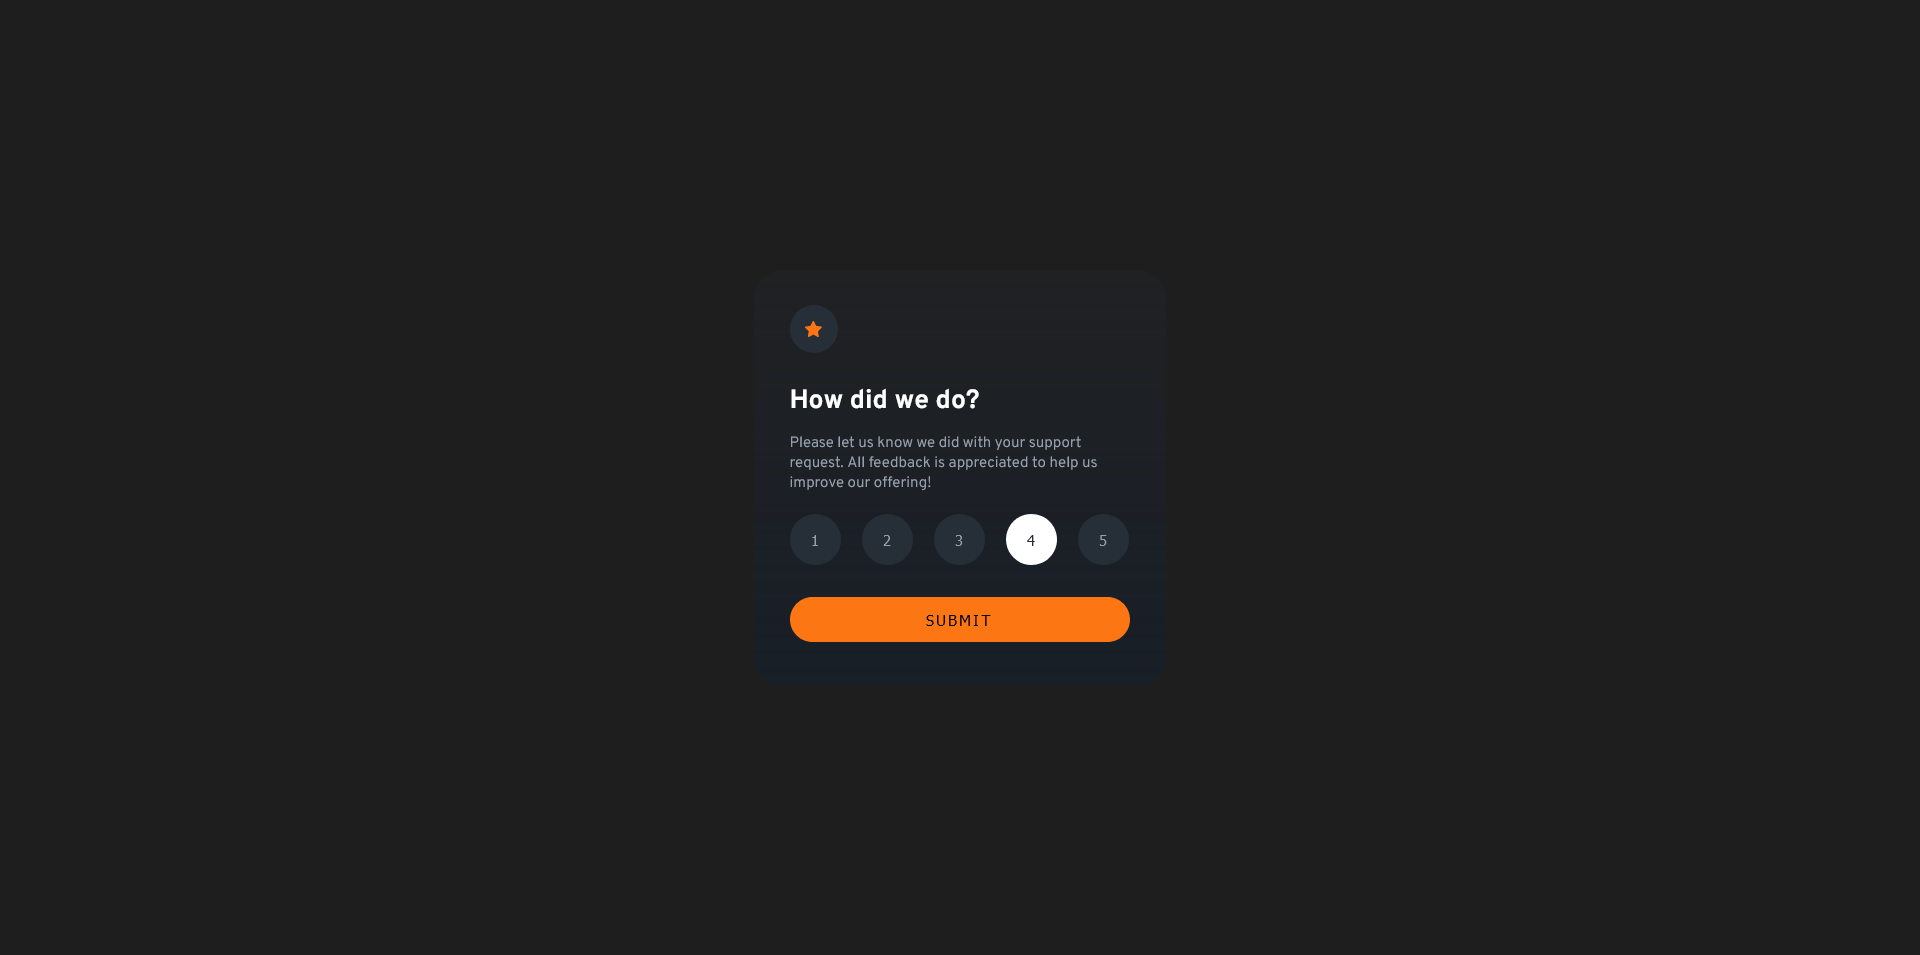 How did we do?
Please let us know we did with your support
request. All feedback is appreciated to help us
improve our offering!
1 2 3 4 5
SUBMIT